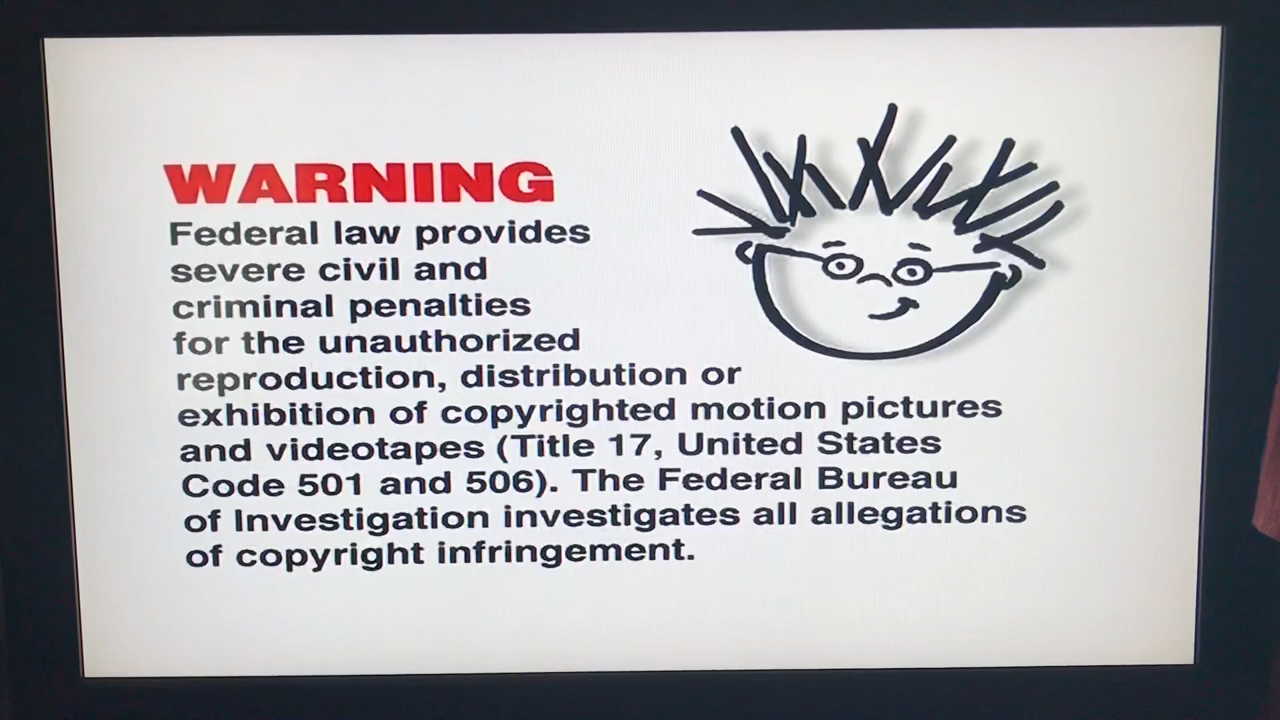 WARNING
Federal law provides
severe civil and
criminal penalties
for the unauthorized
reproduction, distribution or
exhibition of copyrighted motion pictures
and videotapes (Title 17, United States
Code 501 and 506). The Federal Bureau
of Investigation investigates all allegations
of copyright infringement.